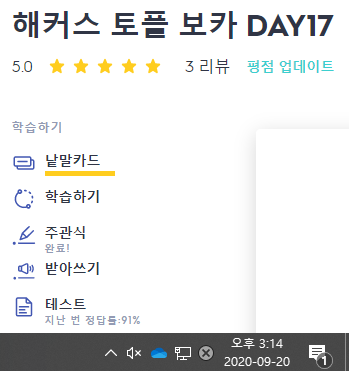 해커스 토플 보카 DAY17
5.0 3 리뷰 평점 업데이트
학습하기
낱말카드
학습하기
주관식
완료!
받아쓰기
테스트
지난 번 정답률:91%
오후 3:14
2020-09-20
1